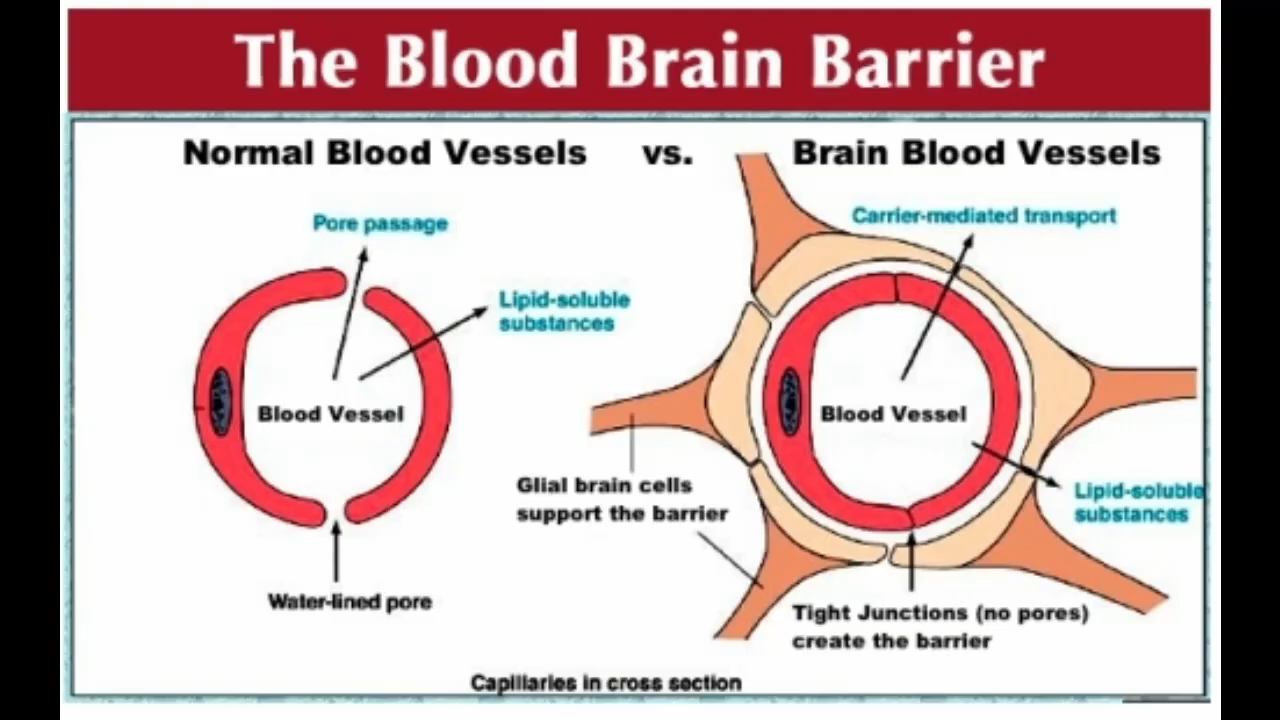 The Blood Brain Barrier
Normal Blood Vessels vs. Brain Blood Vessels
Pore passage
Lipid-soluble
substances
Blood Vessel
Water-lined pore
Carrier-mediated transport
Blood Vessel
Glial brain cells
support the barrier
Lipid-soluble
substances
Tight Junctions (no pores)
create the barrier
Capillaries in cross section